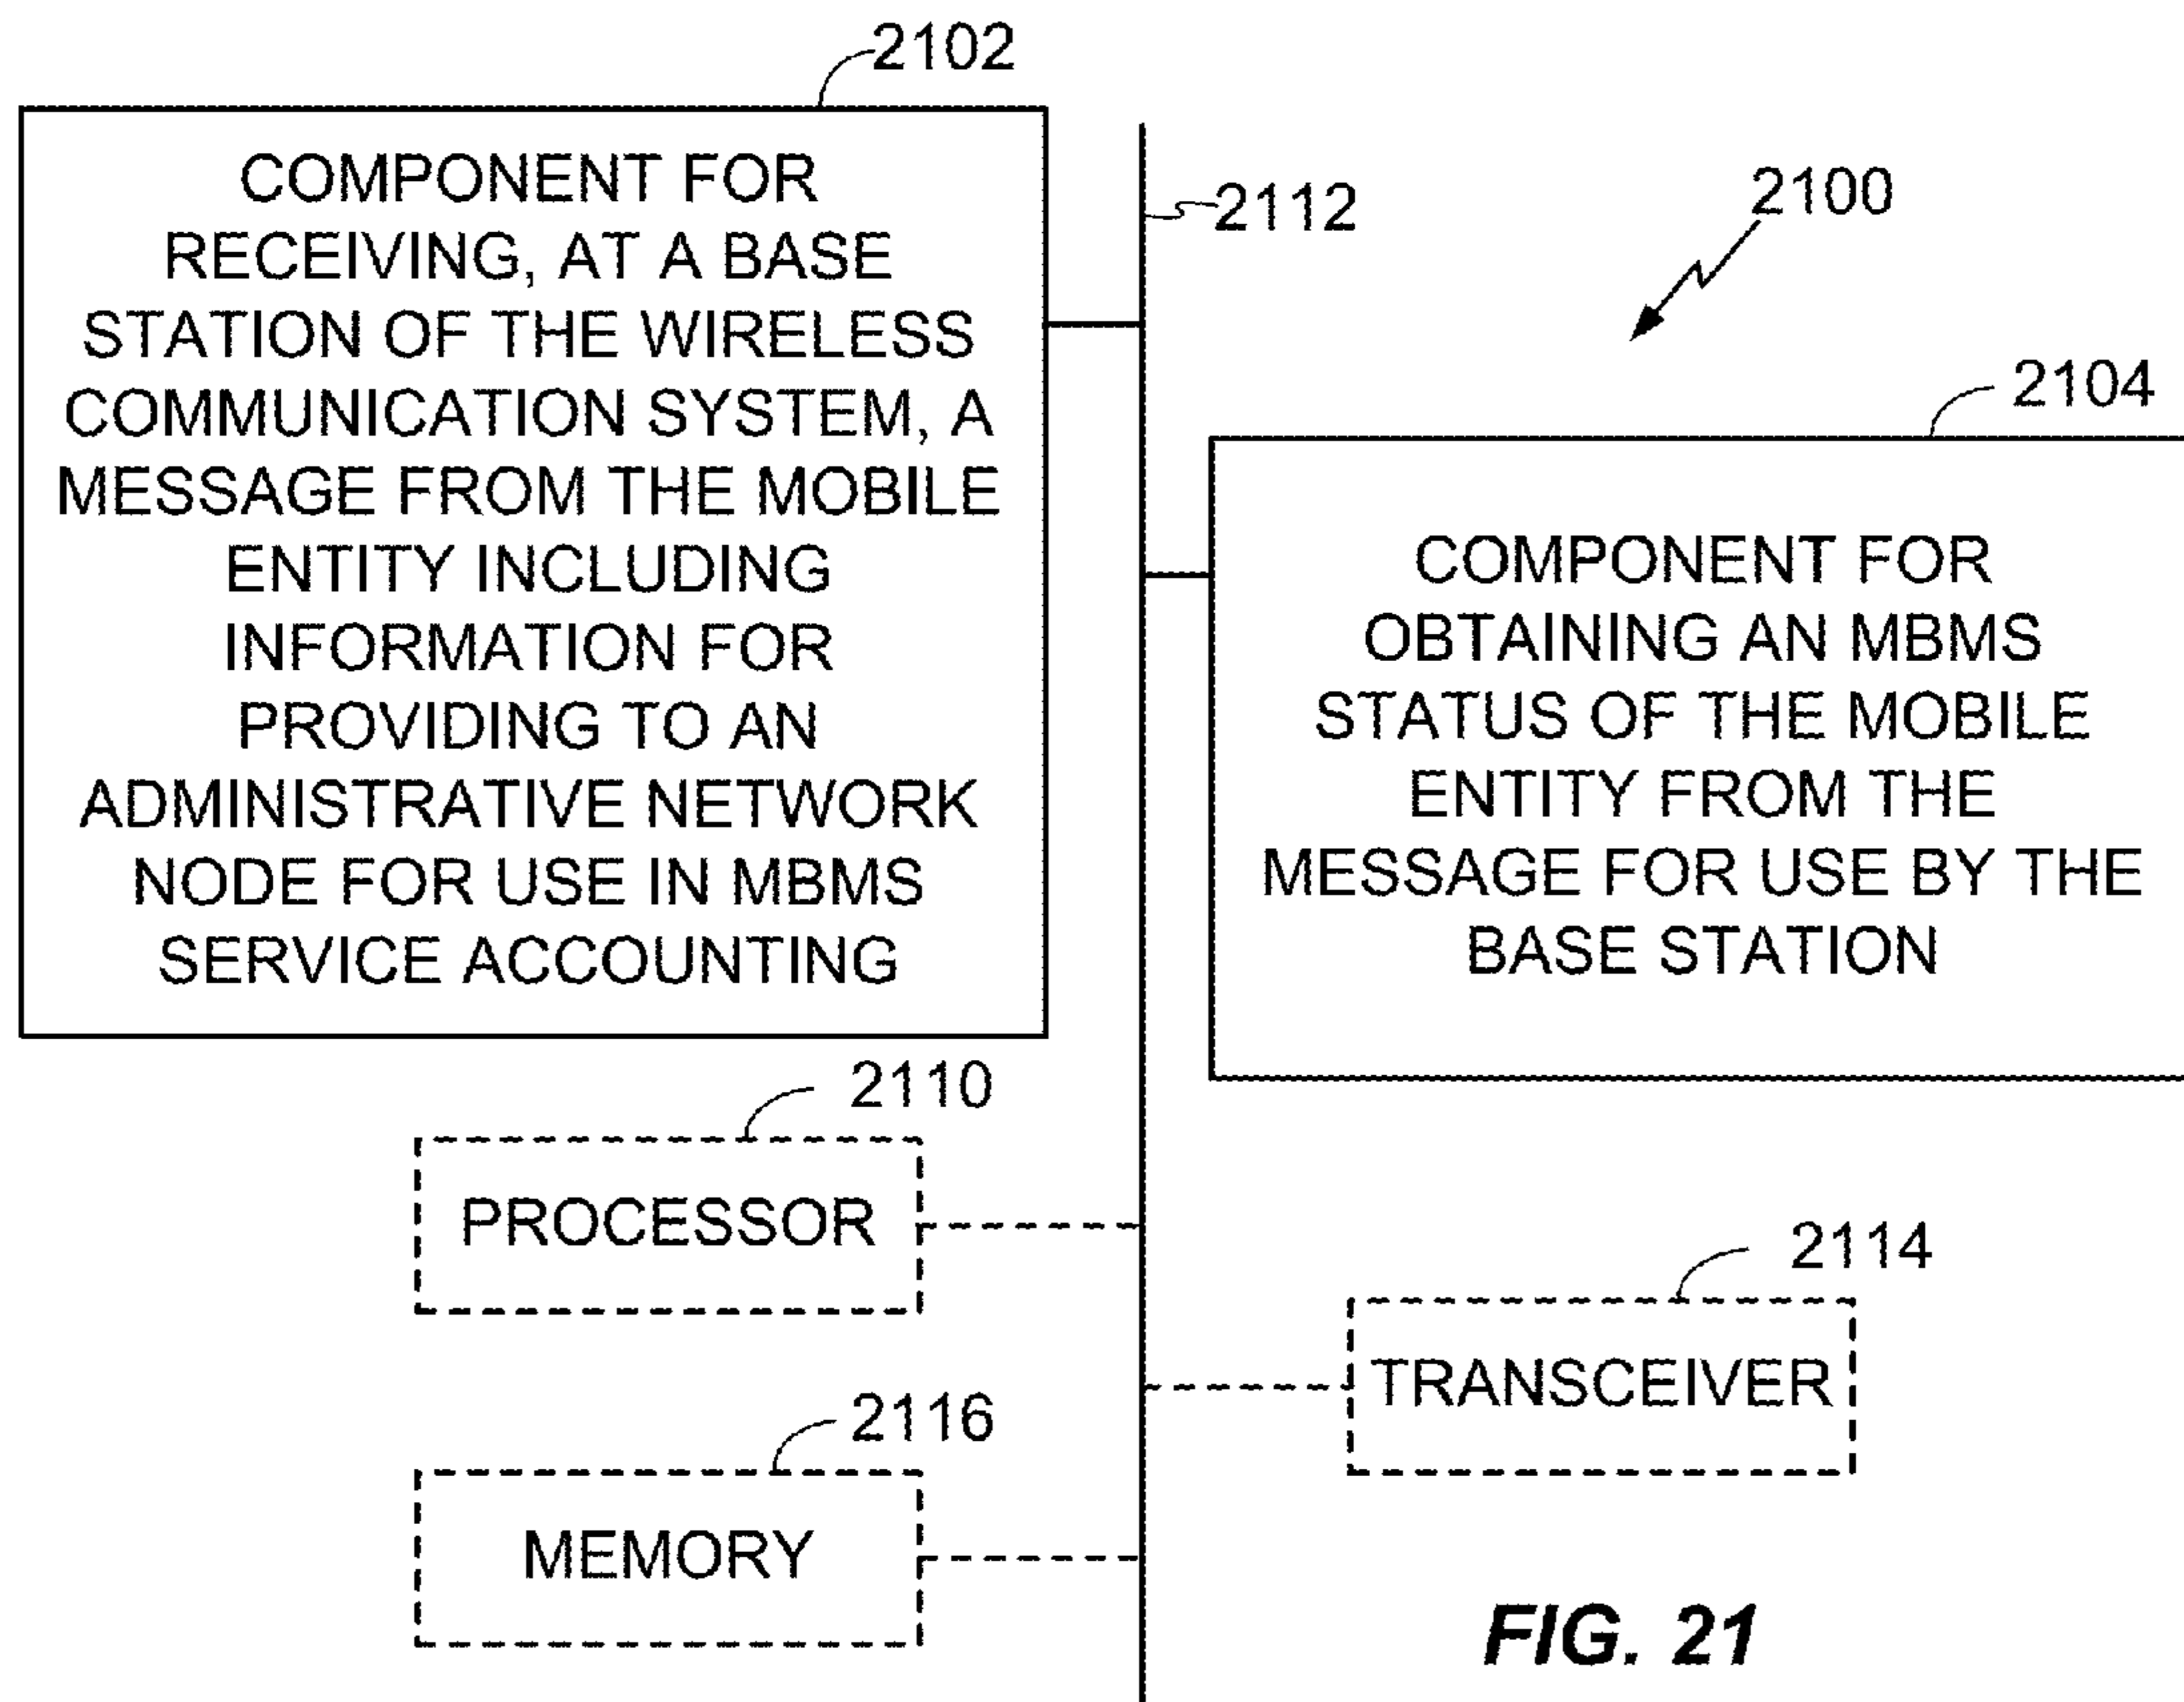 2102
COMPONENT FOR
RECEIVING, AT A BASE
STATION OF THE WIRELESS
COMMUNICATION SYSTEM, A
MESSAGE FROM THE MOBILE
ENTITY INCLUDING
INFORMATION FOR
PROVIDING TO AN
ADMINISTRATIVE NETWORK
NODE FOR USE IN MBMS
SERVICE ACCOUNTING
2112
2100
2104
COMPONENT FOR
OBTAINING AN MBMS
STATUS OF THE MOBILE
ENTITY FROM THE
MESSAGE FOR USE BY THE
BASE STATION
2110
PROCESSOR
2114
TRANSCEIVER
2116
MEMORY
FIG. 21